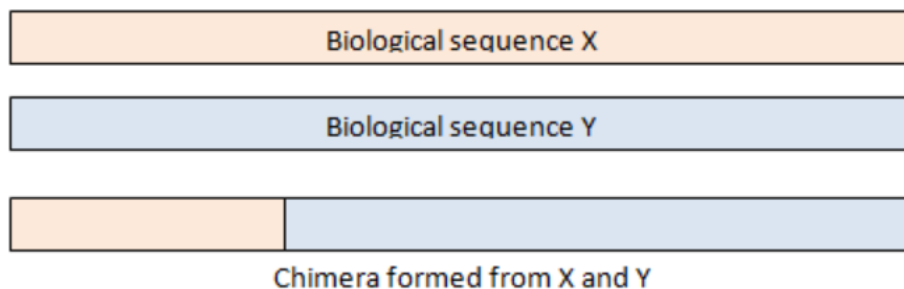 Biological sequence X
Biological sequence Y
Chimera formed from X and Y